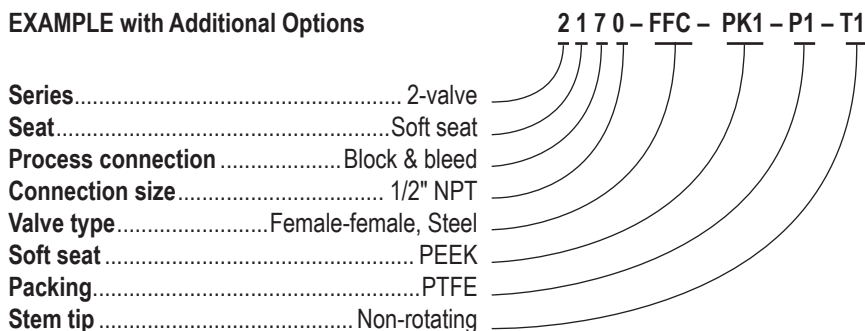 EXAMPLE with Additional Options 2 1 7 0 – FFC – PK1 – P1 – T1
Series.................................................... 2-valve
Seat.....................................................Soft seat
Process connection ....................Block & bleed
Connection size................................. 1/2" NPT
Valve type........................Female-female, Steel
Soft seat ................................................. PEEK
Packing....................................................PTFE
Stem tip ........................................ Non-rotating